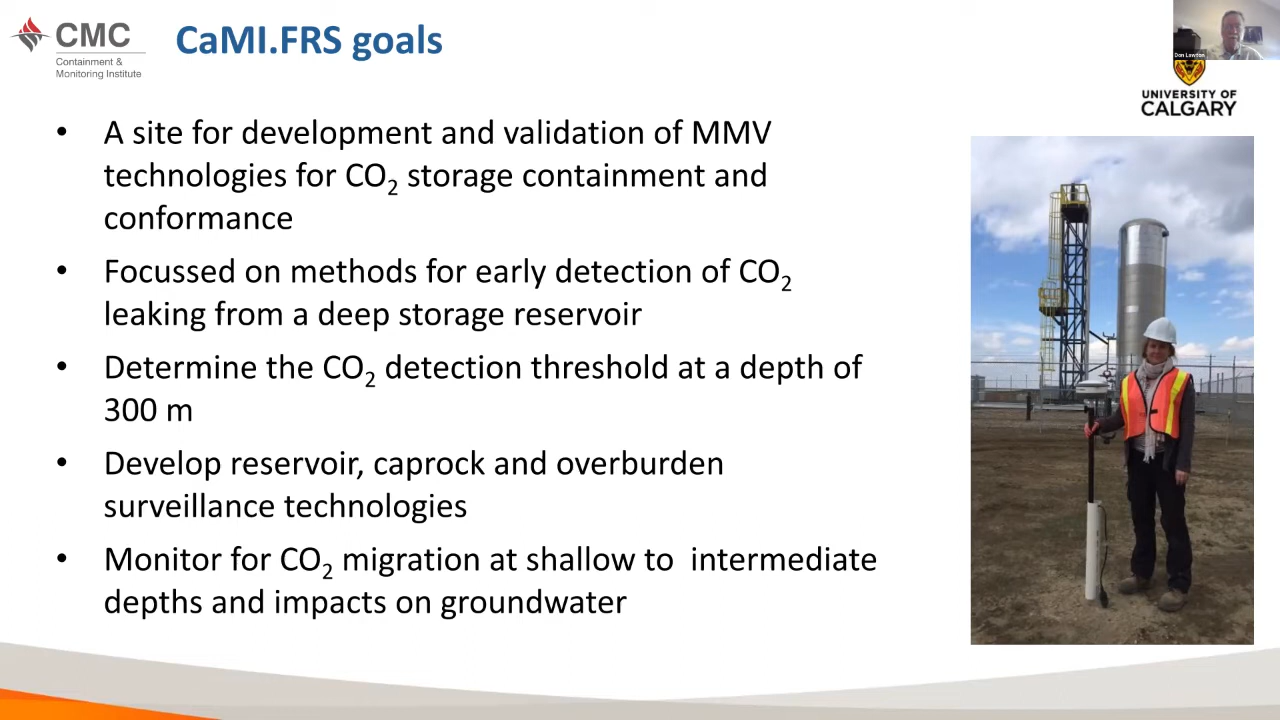 CMC
Containment &
Monitoring Institute
CaMI.FRS goals
Don Lawton
UNIVERSITY OF
CALGARY
• A site for development and validation of MMV
technologies for CO₂ storage containment and
conformance
• Focussed on methods for early detection of CO₂
leaking from a deep storage reservoir
• Determine the CO₂ detection threshold at a depth of
300 m
• Develop reservoir, caprock and overburden
surveillance technologies
• Monitor for CO₂ migration at shallow to  intermediate
depths and impacts on groundwater